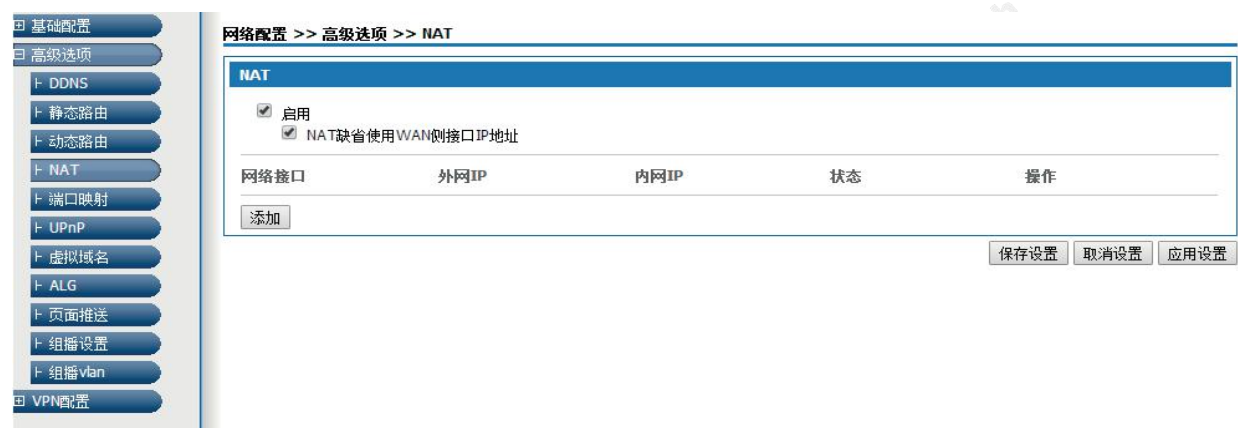 基础配置
高级选项
DDNS
静态路由
动态路由
NAT
端口映射
UPnP
虚拟域名
ALG
页面推送
组播设置
组播vlan
VPN配置
网络配置 >> 高级选项 >> NAT
NAT
启用
NAT缺省使用WAN侧接口IP地址
网络接口 外网IP 内网IP 状态 操作
添加
保存设置 取消设置 应用设置